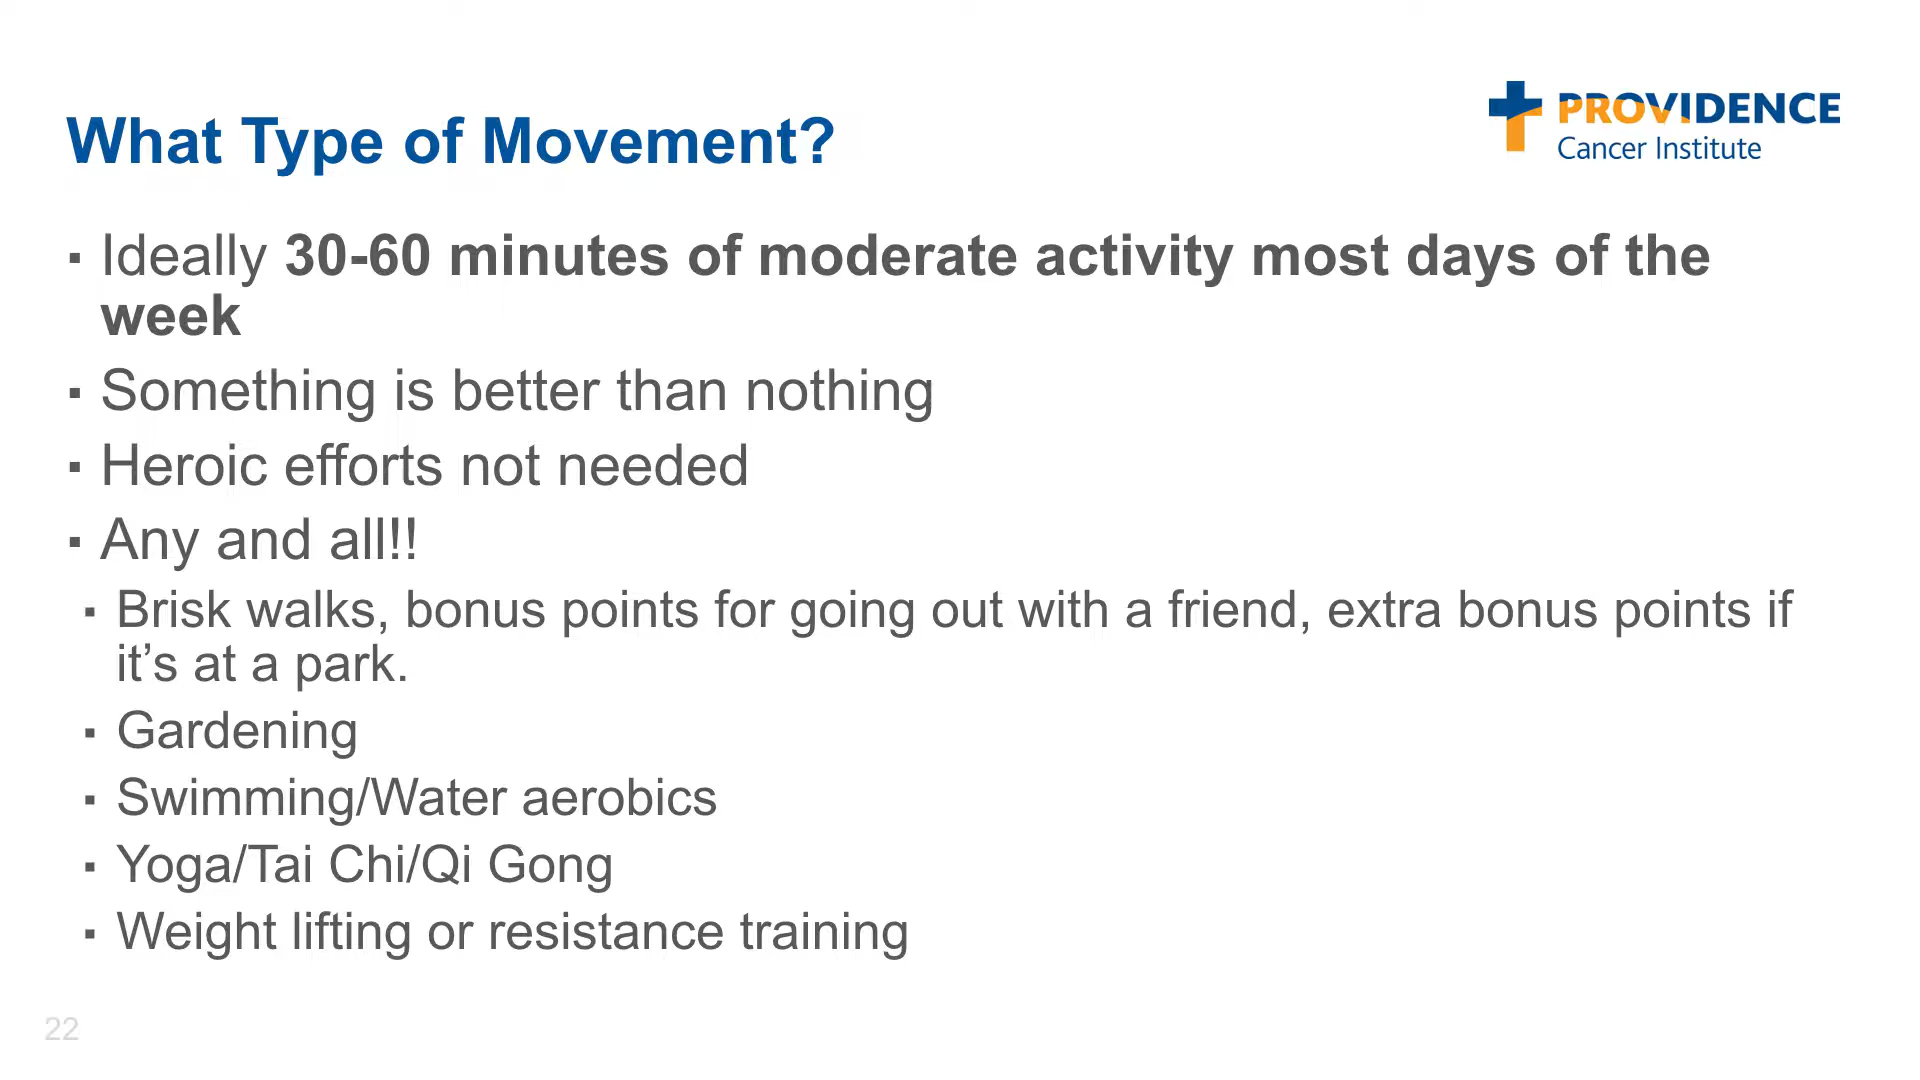 PROVIDENCE
Cancer Institute
What Type of Movement?
▪ Ideally 30-60 minutes of moderate activity most days of the
week
▪ Something is better than nothing
▪ Heroic efforts not needed
▪ Any and all!!
▪ Brisk walks, bonus points for going out with a friend, extra bonus points if
it’s at a park.
▪ Gardening
▪ Swimming/Water aerobics
▪ Yoga/Tai Chi/Qi Gong
▪ Weight lifting or resistance training
22